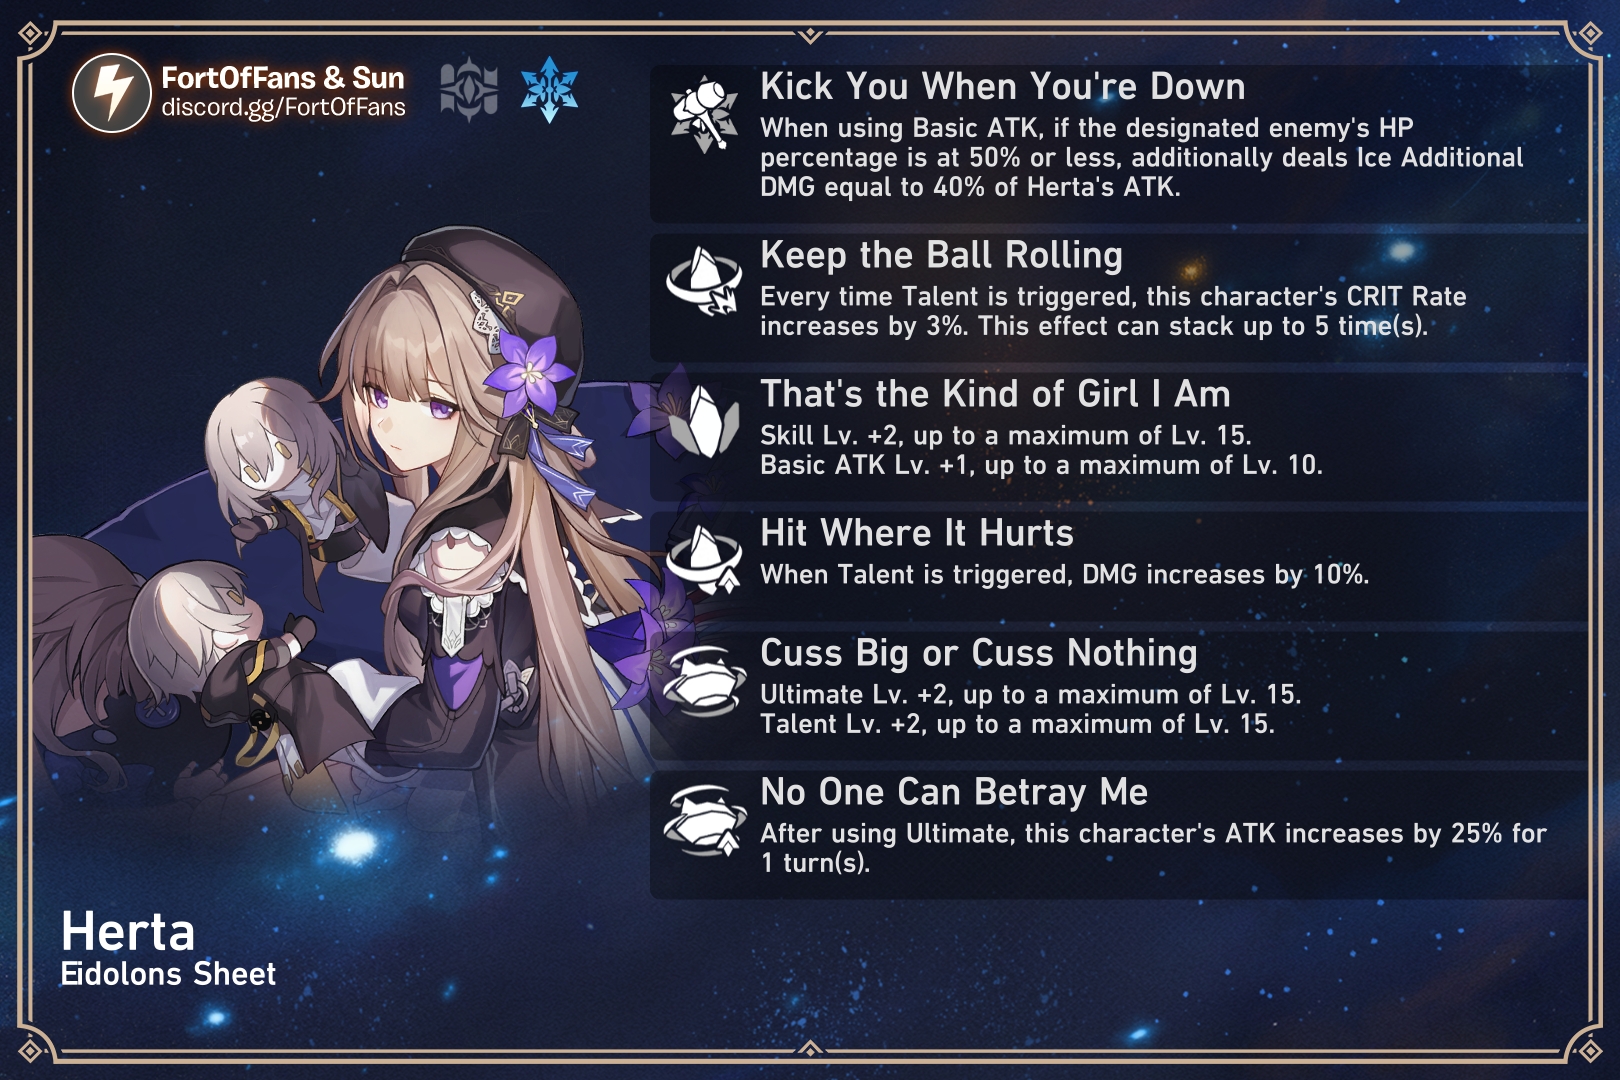 FortOfFans & Sun
discord.gg/FortOfFans
Kick You When You're Down
When using Basic ATK, if the designated enemy's HP
percentage is at 50% or less, additionally deals Ice Additional
DMG equal to 40% of Herta's ATK.
Keep the Ball Rolling
Every time Talent is triggered, this character's CRIT Rate
increases by 3%. This effect can stack up to 5 time(s).
That's the Kind of Girl I Am
Skill Lv. +2, up to a maximum of Lv. 15.
Basic ATK Lv. +1, up to a maximum of Lv. 10.
Hit Where It Hurts
When Talent is triggered, DMG increases by 10%.
Cuss Big or Cuss Nothing
Ultimate Lv. +2, up to a maximum of Lv. 15.
Talent Lv. +2, up to a maximum of Lv. 15.
No One Can Betray Me
After using Ultimate, this character's ATK increases by 25% for
1 turn(s).
Herta
Eidolons Sheet